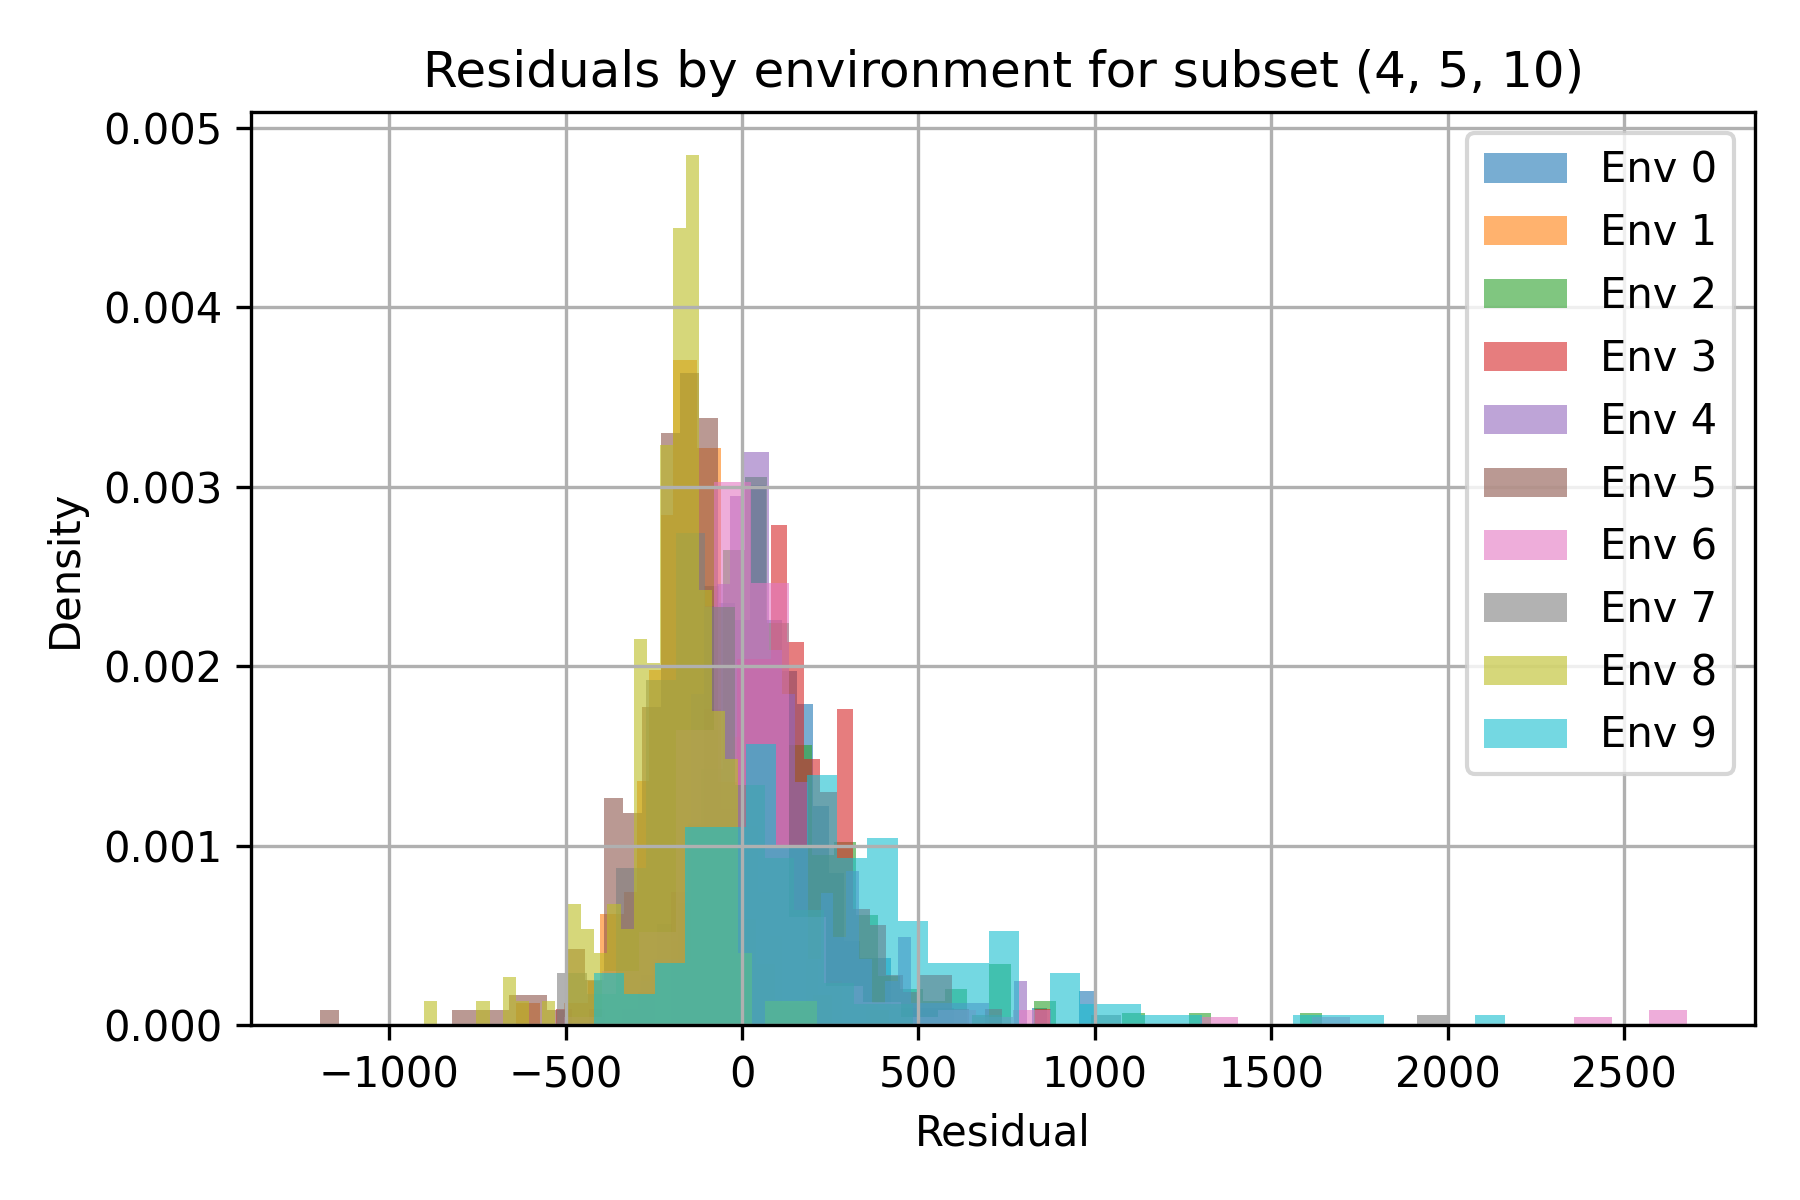 Residuals by environment for subset (4, 5, 10)
0.005
0.004
0.003
0.002
0.001
0.000
Density
−1000
−500
0
500
1000
1500
2000
2500
Residual
Env 0
Env 1
Env 2
Env 3
Env 4
Env 5
Env 6
Env 7
Env 8
Env 9